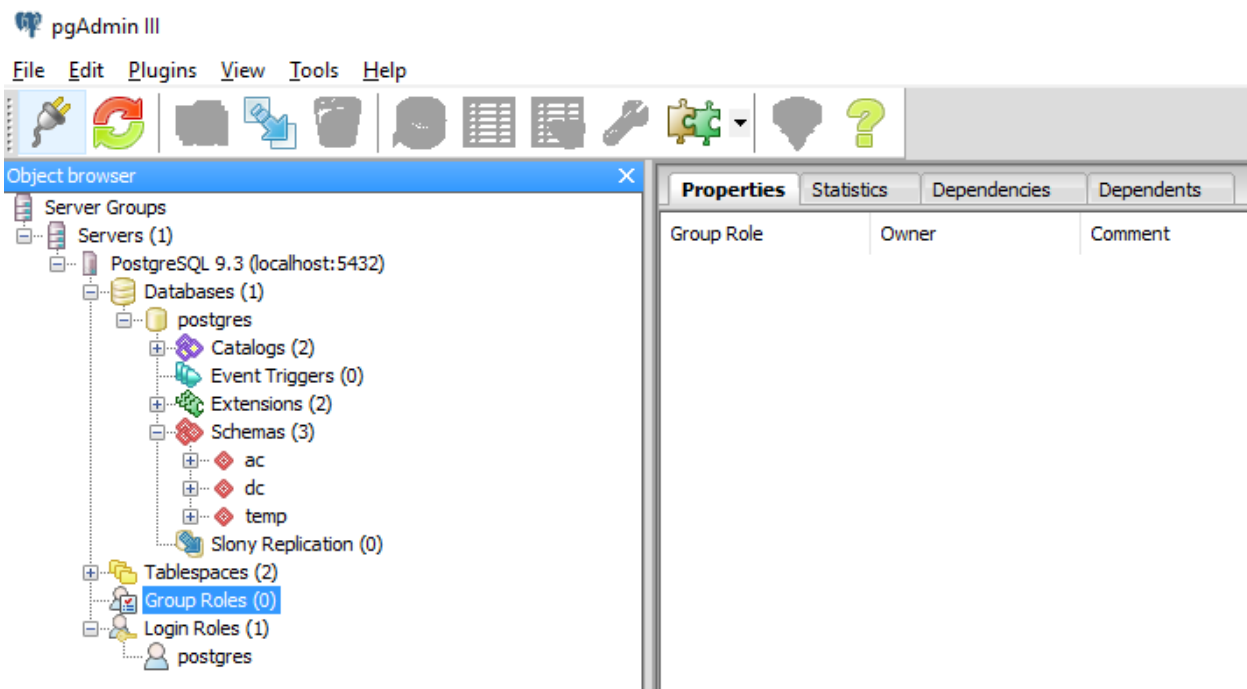 pgAdmin III
File Edit Plugins View Tools Help
Object browser
Server Groups
Servers (1)
PostgreSQL 9.3 (localhost:5432)
Databases (1)
postgres
Catalogs (2)
Event Triggers (0)
Extensions (2)
Schemas (3)
ac
dc
temp
Slony Replication (0)
Tablespaces (2)
Group Roles (0)
Login Roles (1)
postgres
Properties Statistics Dependencies Dependents
Group Role Owner Comment